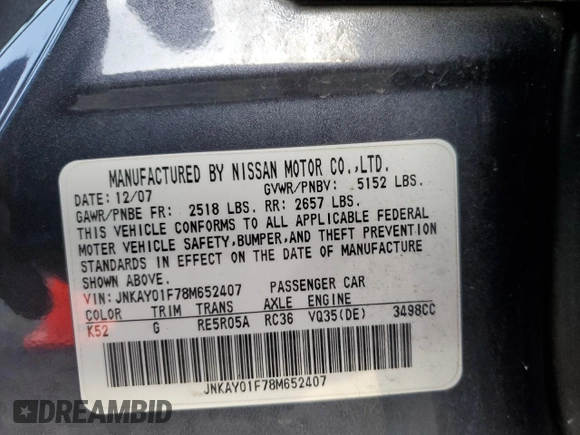 MANUFACTURED BY NISSAN MOTOR CO.,LTD.
DATE: 12/07 GVWR/PNBV: 5152 LBS.
GAWR/PNBE FR: 2518 LBS. RR: 2657 LBS.
THIS VEHICLE CONFORMS TO ALL APPLICABLE FEDERAL
MOTOR VEHICLE SAFETY,BUMPER,AND THEFT PREVENTION
STANDARDS IN EFFECT ON THE DATE OF MANUFACTURE
SHOWN ABOVE.
VIN:JNKAY01F78M652407 PASSENGER CAR
COLOR TRIM TRANS AXLE ENGINE
K52 G RE5R05A RC36 VQ35(DE) 3498CC
JNKAY01F78M652407
DREAMBID